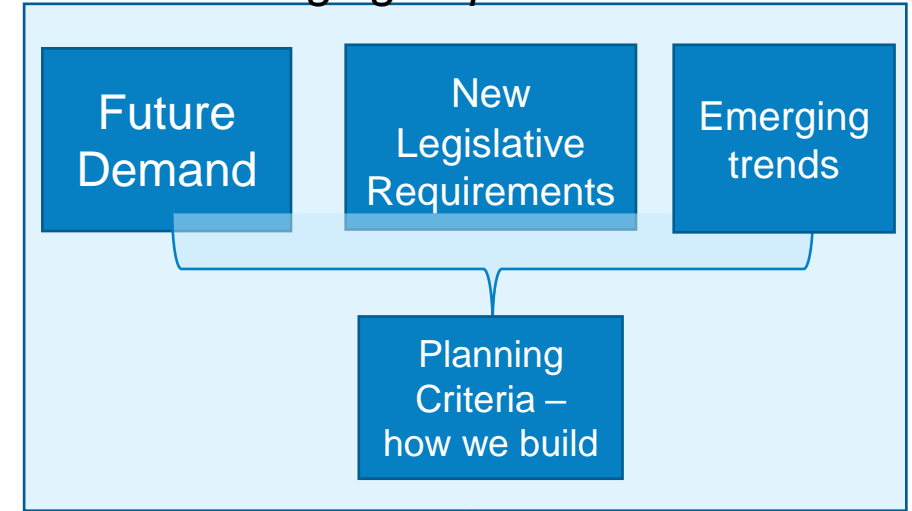 Future
Demand
New
Legislative
Requirements
Emerging
trends
Planning
Criteria –
how we build